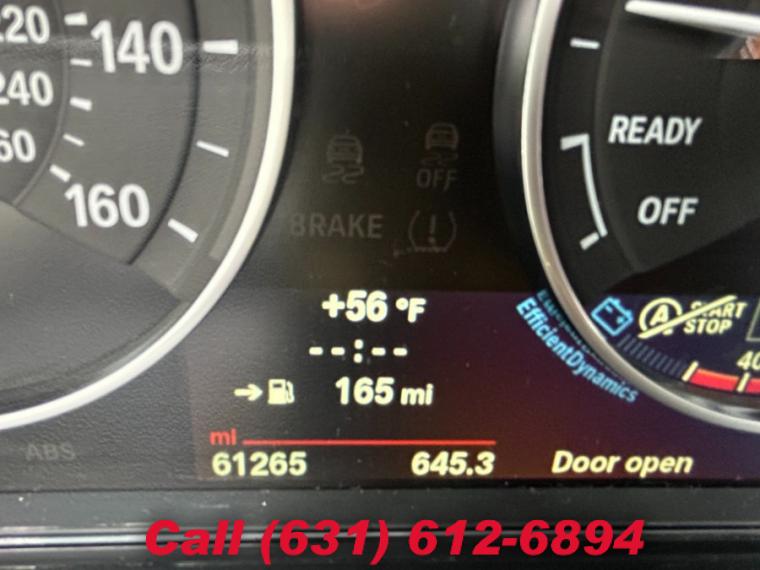 220
140
240
60
160
OFF
BRAKE
ABS
+56 °F
--:--
165 mi
mi
61265 645.3
READY
OFF
START
STOP
EfficientDynamics
40
Door open
Call (631) 612-6894